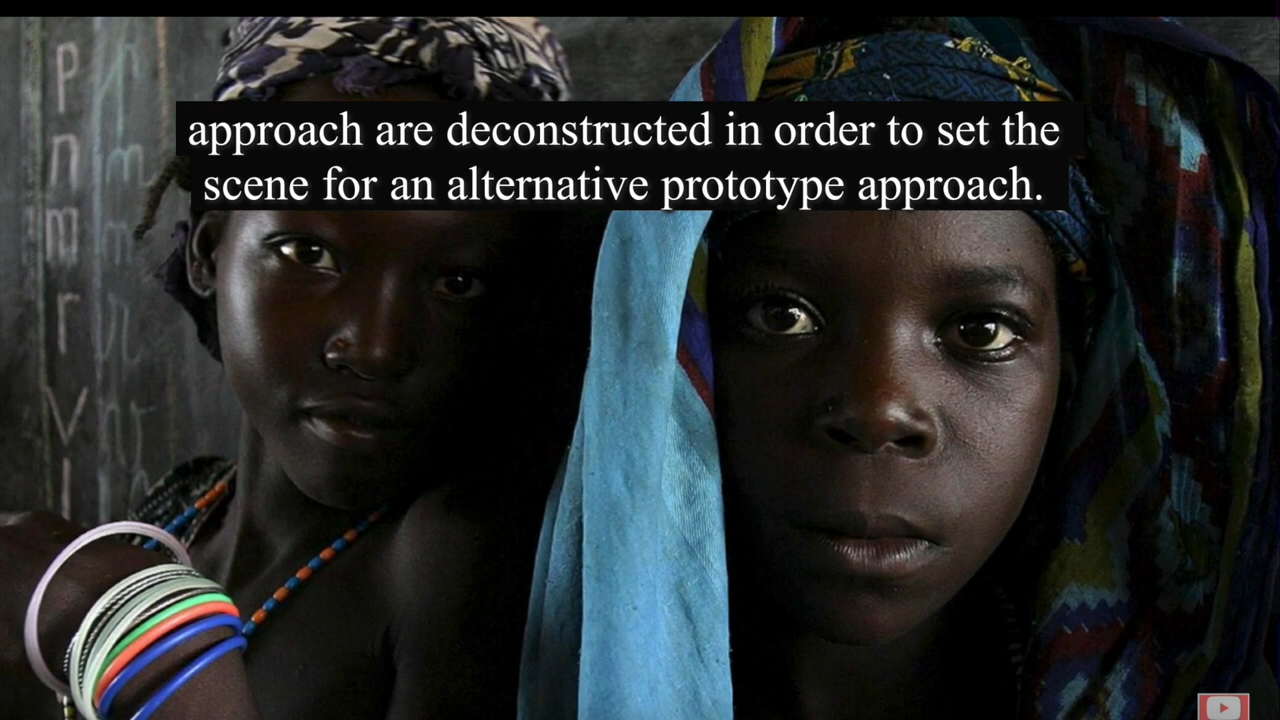 approach are deconstructed in order to set the
scene for an alternative prototype approach.
p
n
m
r
v